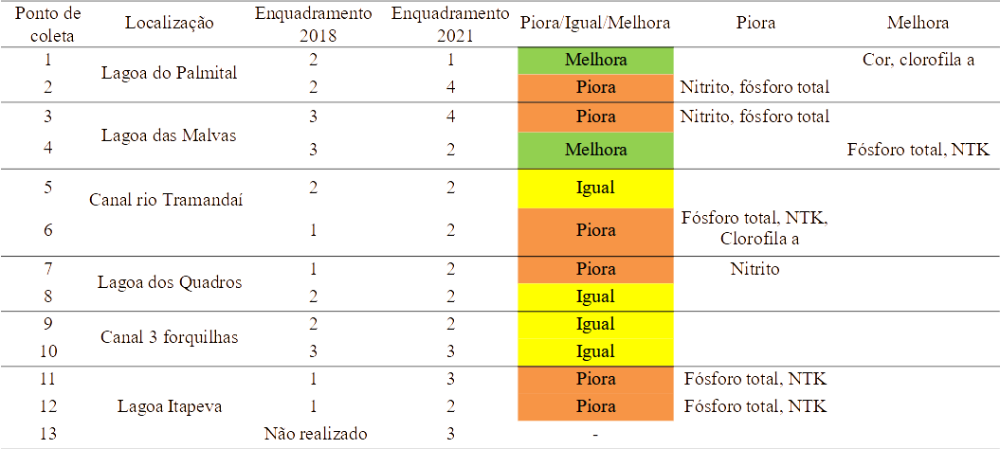 Ponto de coleta Localização Enquadramento 2018 Enquadramento 2021 Piora/Igual/Melhora Piora Melhora
1 Lagoa do Palmital 2 1 Melhora Cor, clorofila a
2 2 4 Piora Nitrito, fósforo total
3 Lagoa das Malvas 3 4 Piora Nitrito, fósforo total
4 3 2 Melhora Fósforo total, NTK
5 Canal rio Tramandaí 2 2 Igual
6 1 2 Piora Fósforo total, NTK, Clorofila a
7 Lagoa dos Quadros 1 2 Piora Nitrito
8 2 2 Igual
9 Canal 3 forquilhas 2 2 Igual
10 3 3 Igual
11 Lagoa Itapeva 1 3 Piora Fósforo total, NTK
12 1 2 Piora Fósforo total, NTK
13 Não realizado 3 -